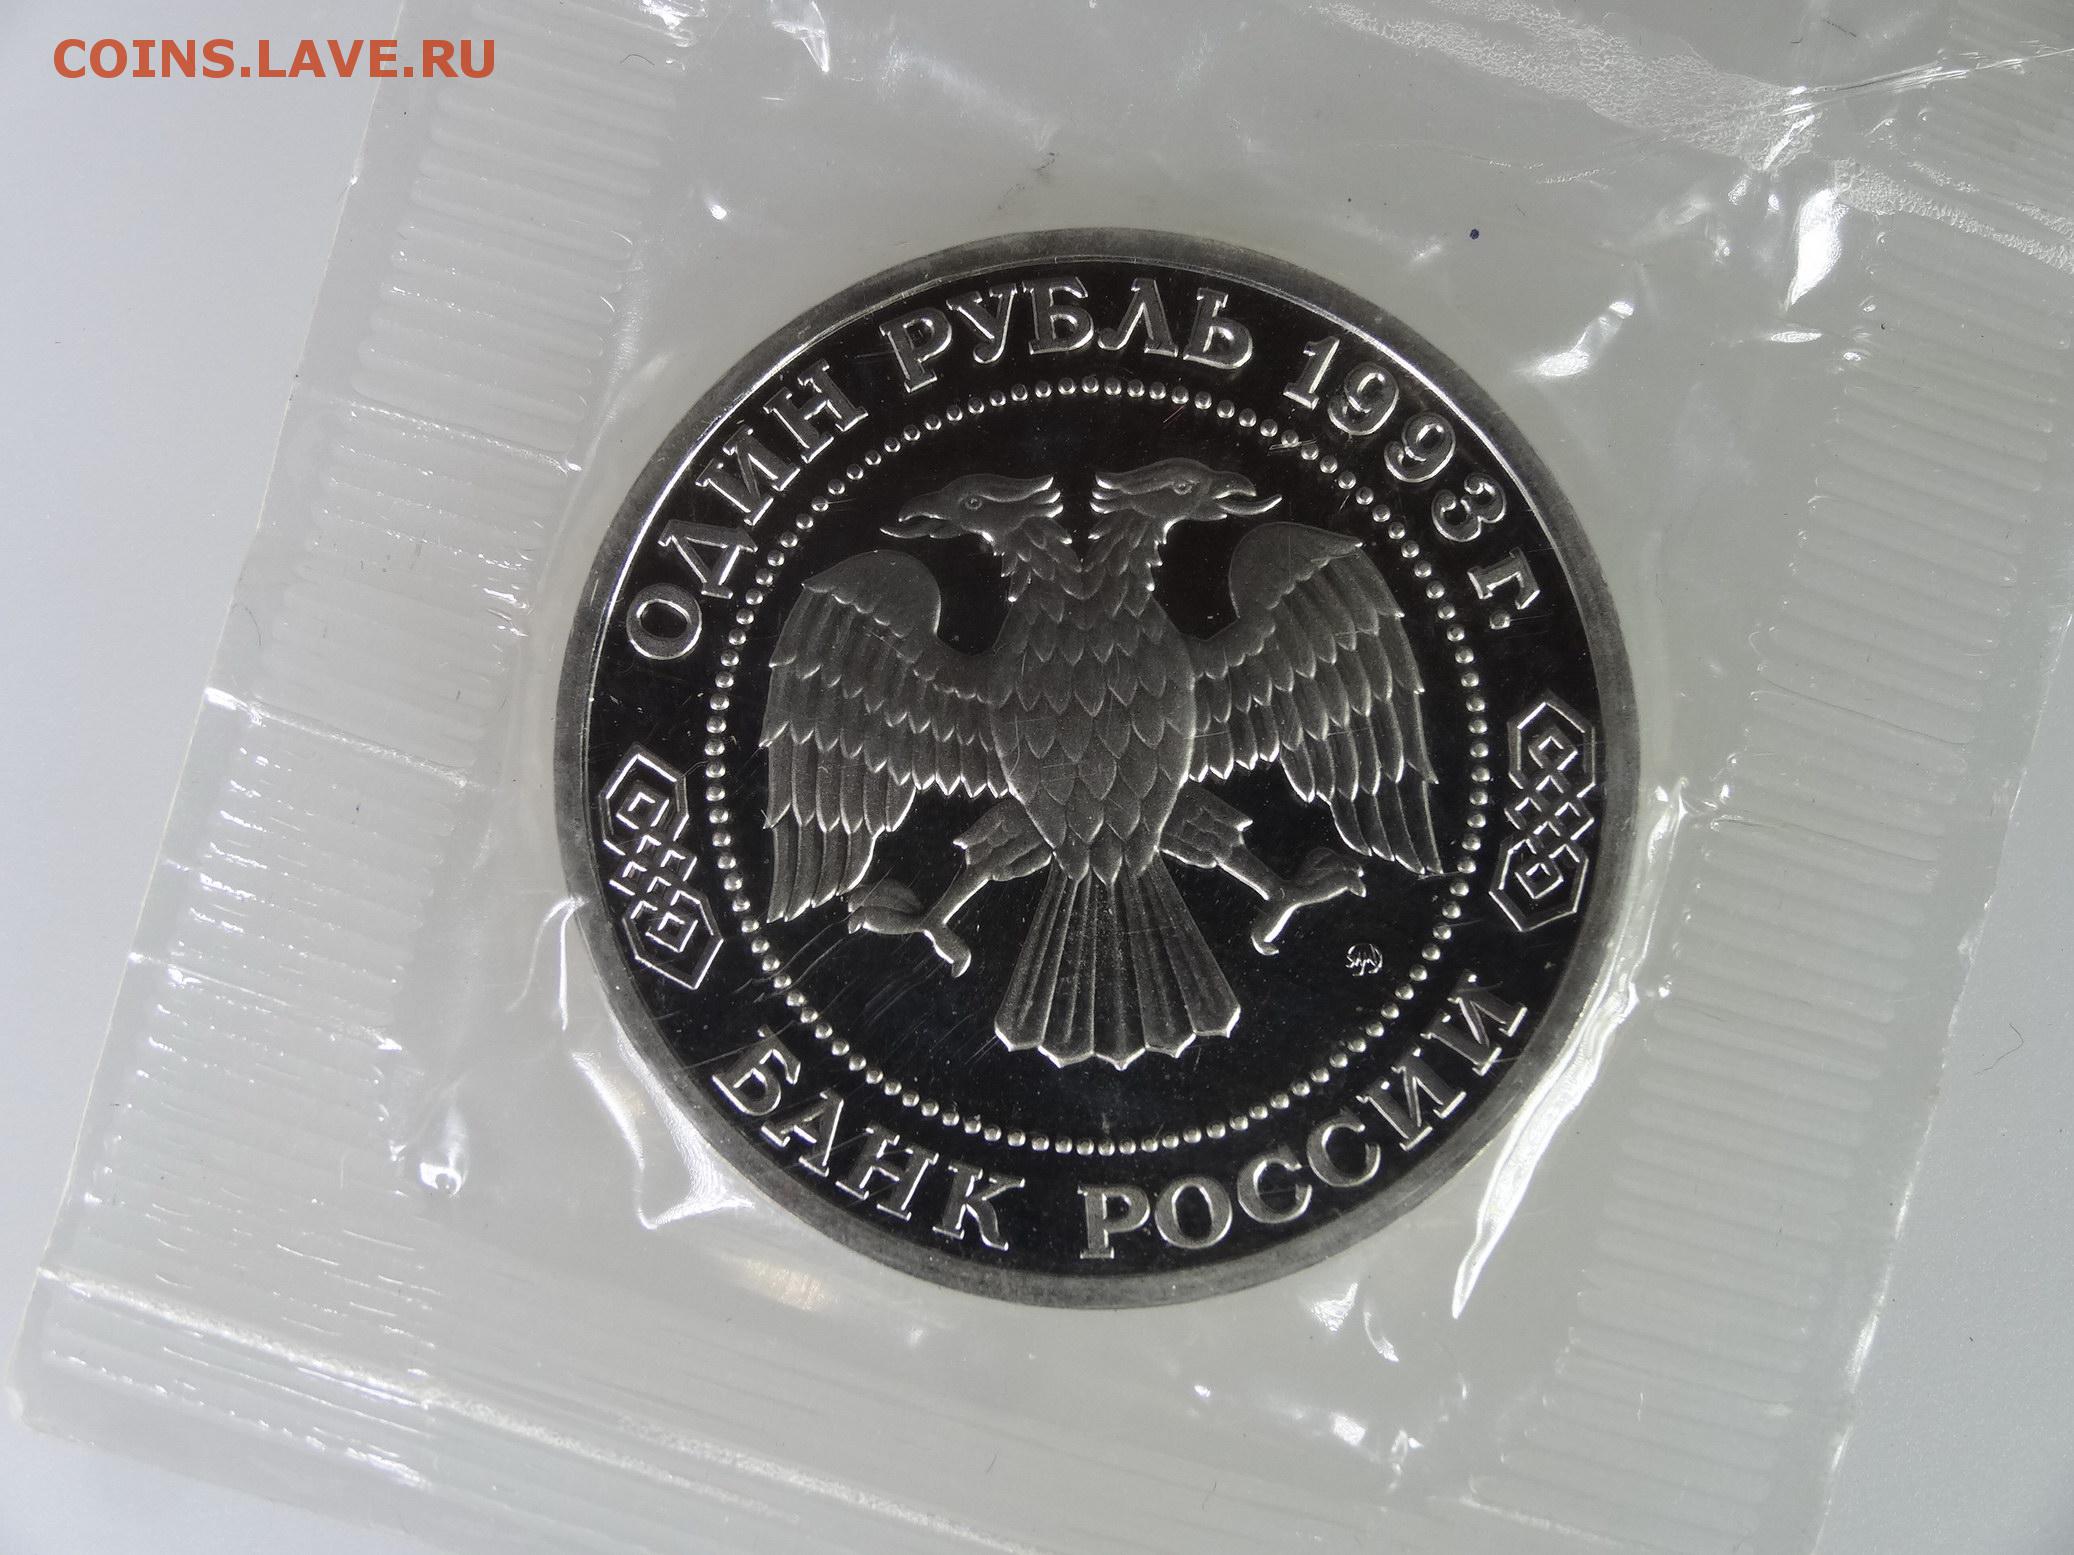 COINS.LAVE.RU
ОДИН РУБЛЬ 1993 г.
БАНК РОССИИ